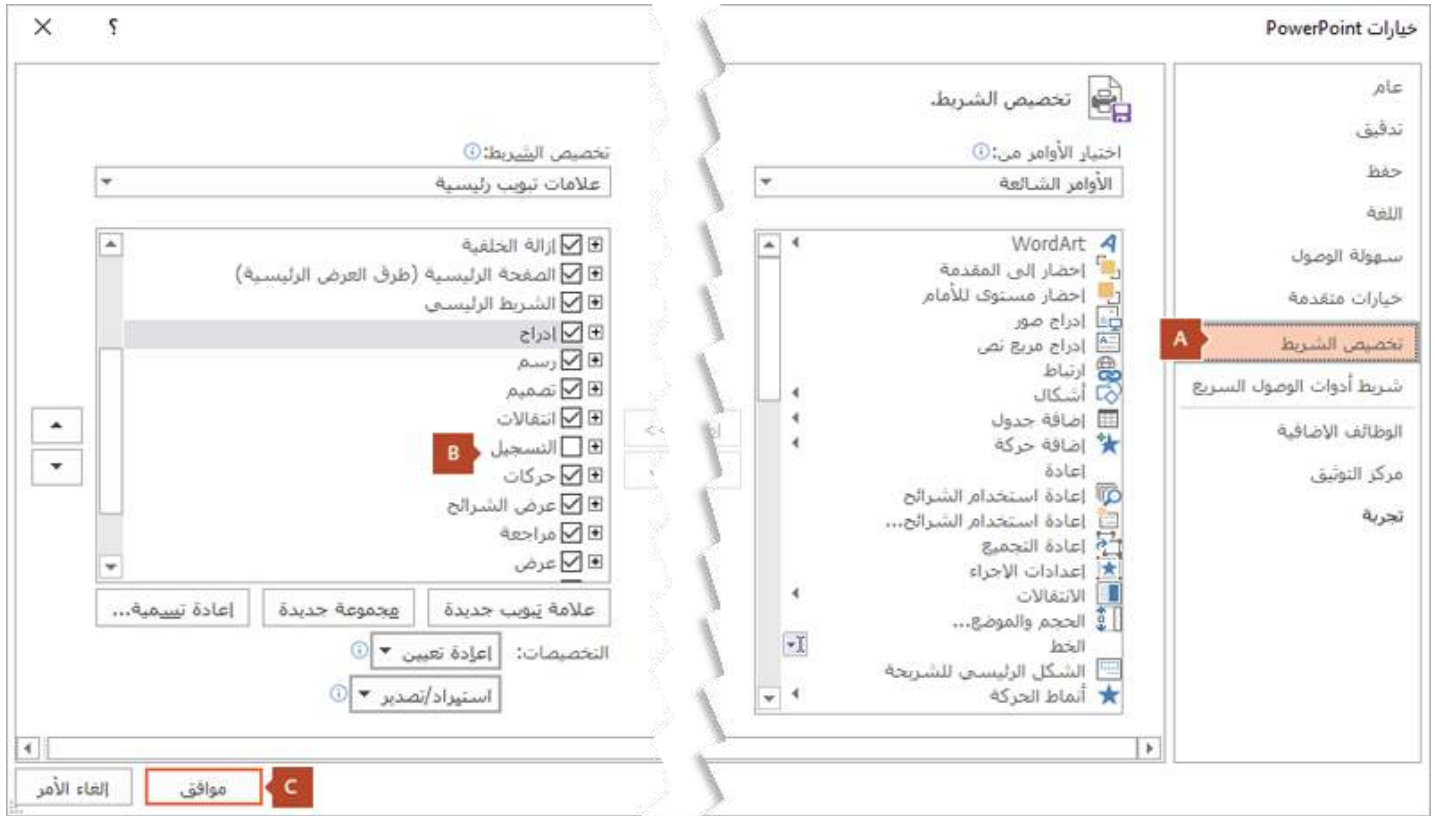 خيارات PowerPoint
؟
عام
تدقيق
حفظ
اللغة
سهولة الوصول
خيارات متقدمة
تخصيص الشريط
A
شريط أدوات الوصول السريع
الوظائف الإضافية
مركز التوثيق
تجربة
تخصيص الشريط.
اختيار الأوامر من:
الأوامر الشائعة
WordArt
إحضار إلى المقدمة
إحضار مستوى للأمام
إدراج صور
إدراج مربع نص
ارتباط
أشكال
إضافة جدول
إضافة حركة
إعادة
إعادة استخدام الشرائح
إعادة استخدام الشرائح...
إعادة التجميع
إعدادات الإجراء
الانتقالات
الحجم والموضع...
الخط
الشكل الرئيسي للشريحة
أنماط الحركة
تخصيص الشريط:
علامات تبويب رئيسية
إزالة الخلفية
الصفحة الرئيسية (طرق العرض الرئيسية)
الشريط الرئيسي
إدراج
رسم
تصميم
انتقالات
التسجيل
B
حركات
عرض الشرائح
مراجعة
عرض
علامة تبويب جديدة
مجموعة جديدة
إعادة تسمية...
التخصيصات:
إعادة تعيين
استيراد/تصدير
C
موافق
إلغاء الأمر